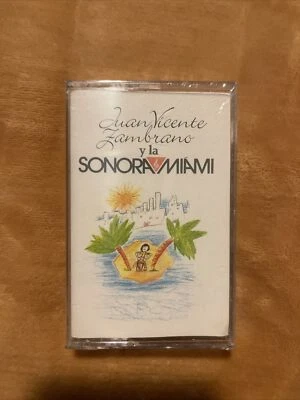 Juan Vicente
Zambrano
y la
SONORA MIAMI